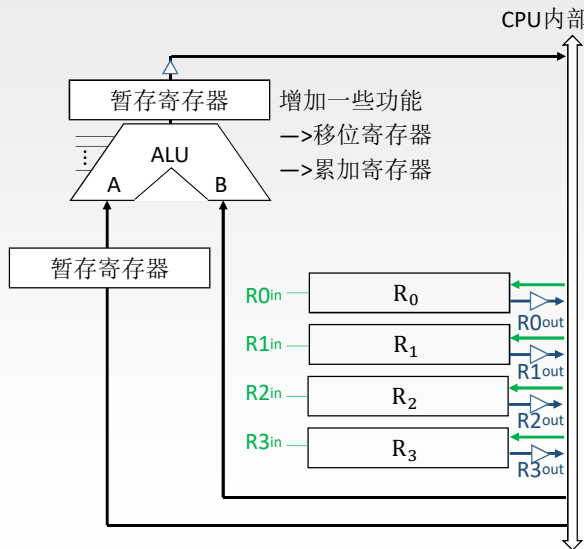 CPU内部
暂存寄存器
增加一些功能
—>移位寄存器
—>累加寄存器
ALU
A
B
暂存寄存器
R0in
R₀
R0out
R1in
R₁
R1out
R2in
R₂
R2out
R3in
R₃
R3out